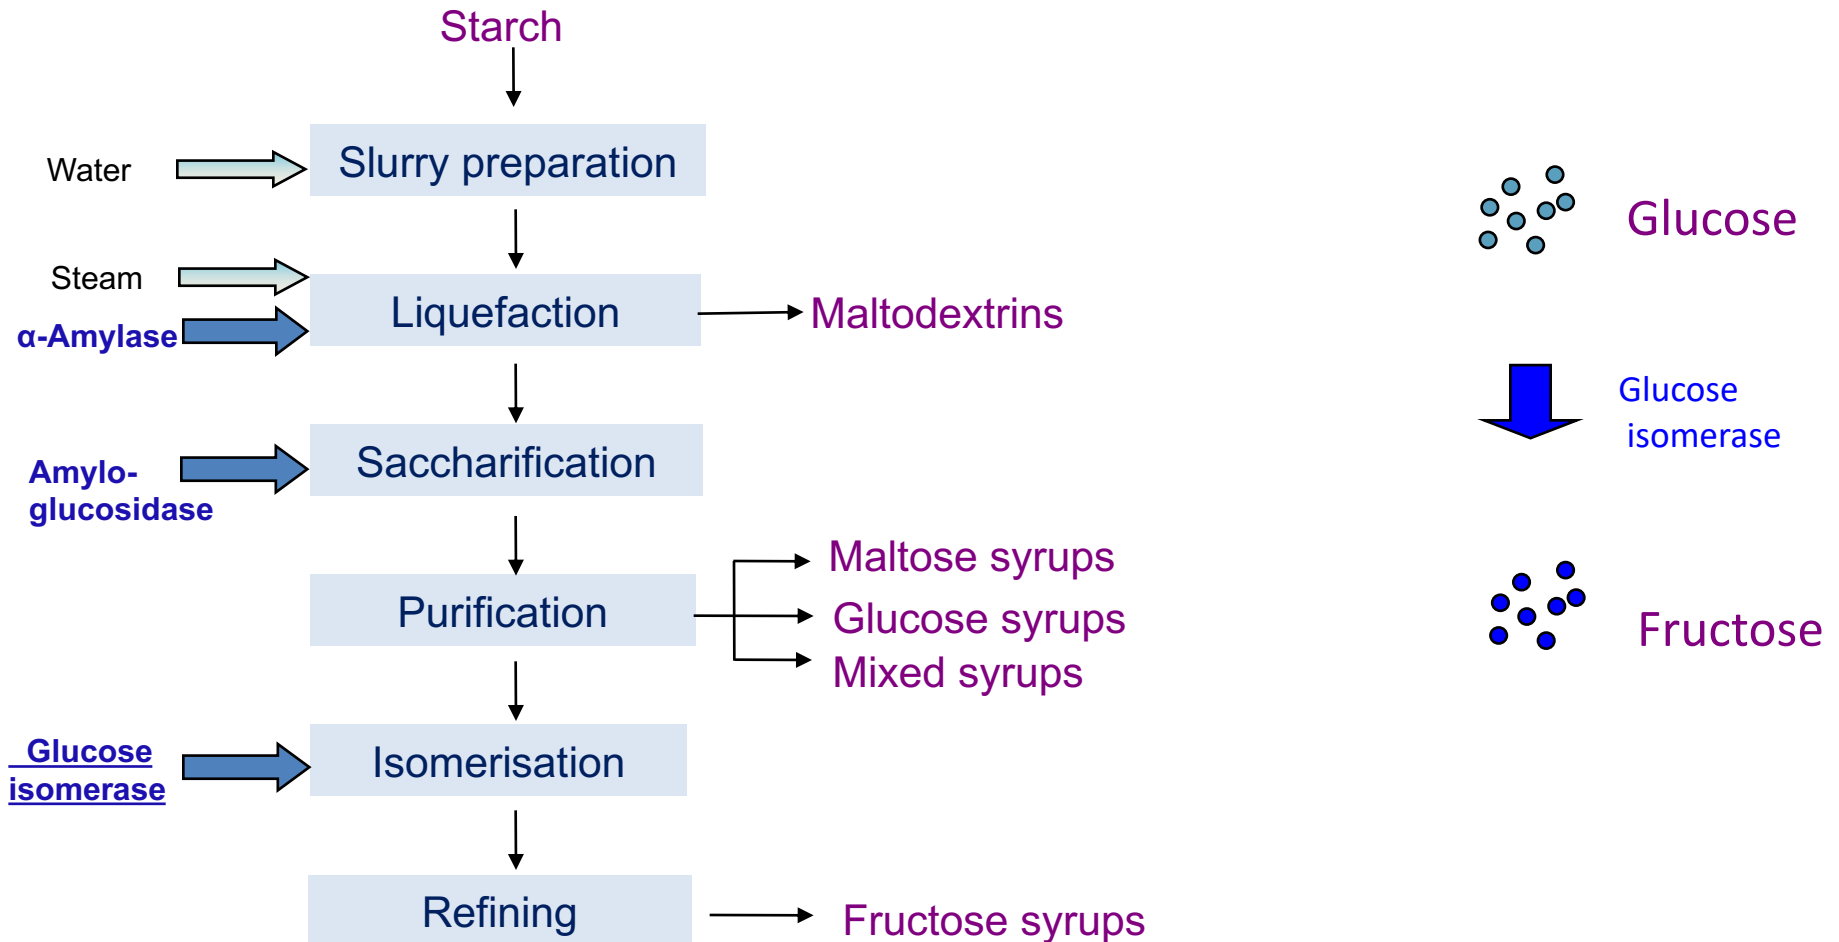 Starch
Water
Slurry preparation
Steam
α-Amylase
Liquefaction
Maltodextrins
Amylo-
glucosidase
Saccharification
Purification
Maltose syrups
Glucose syrups
Mixed syrups
Glucose
isomerase
Isomerisation
Refining
Fructose syrups
Glucose
Glucose
isomerase
Fructose